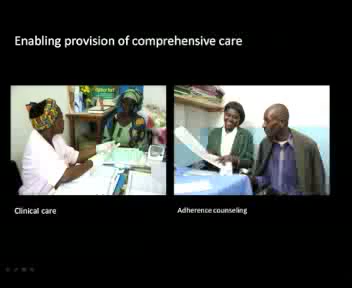 Enabling provision of comprehensive care
Clinical care
Adherence counseling